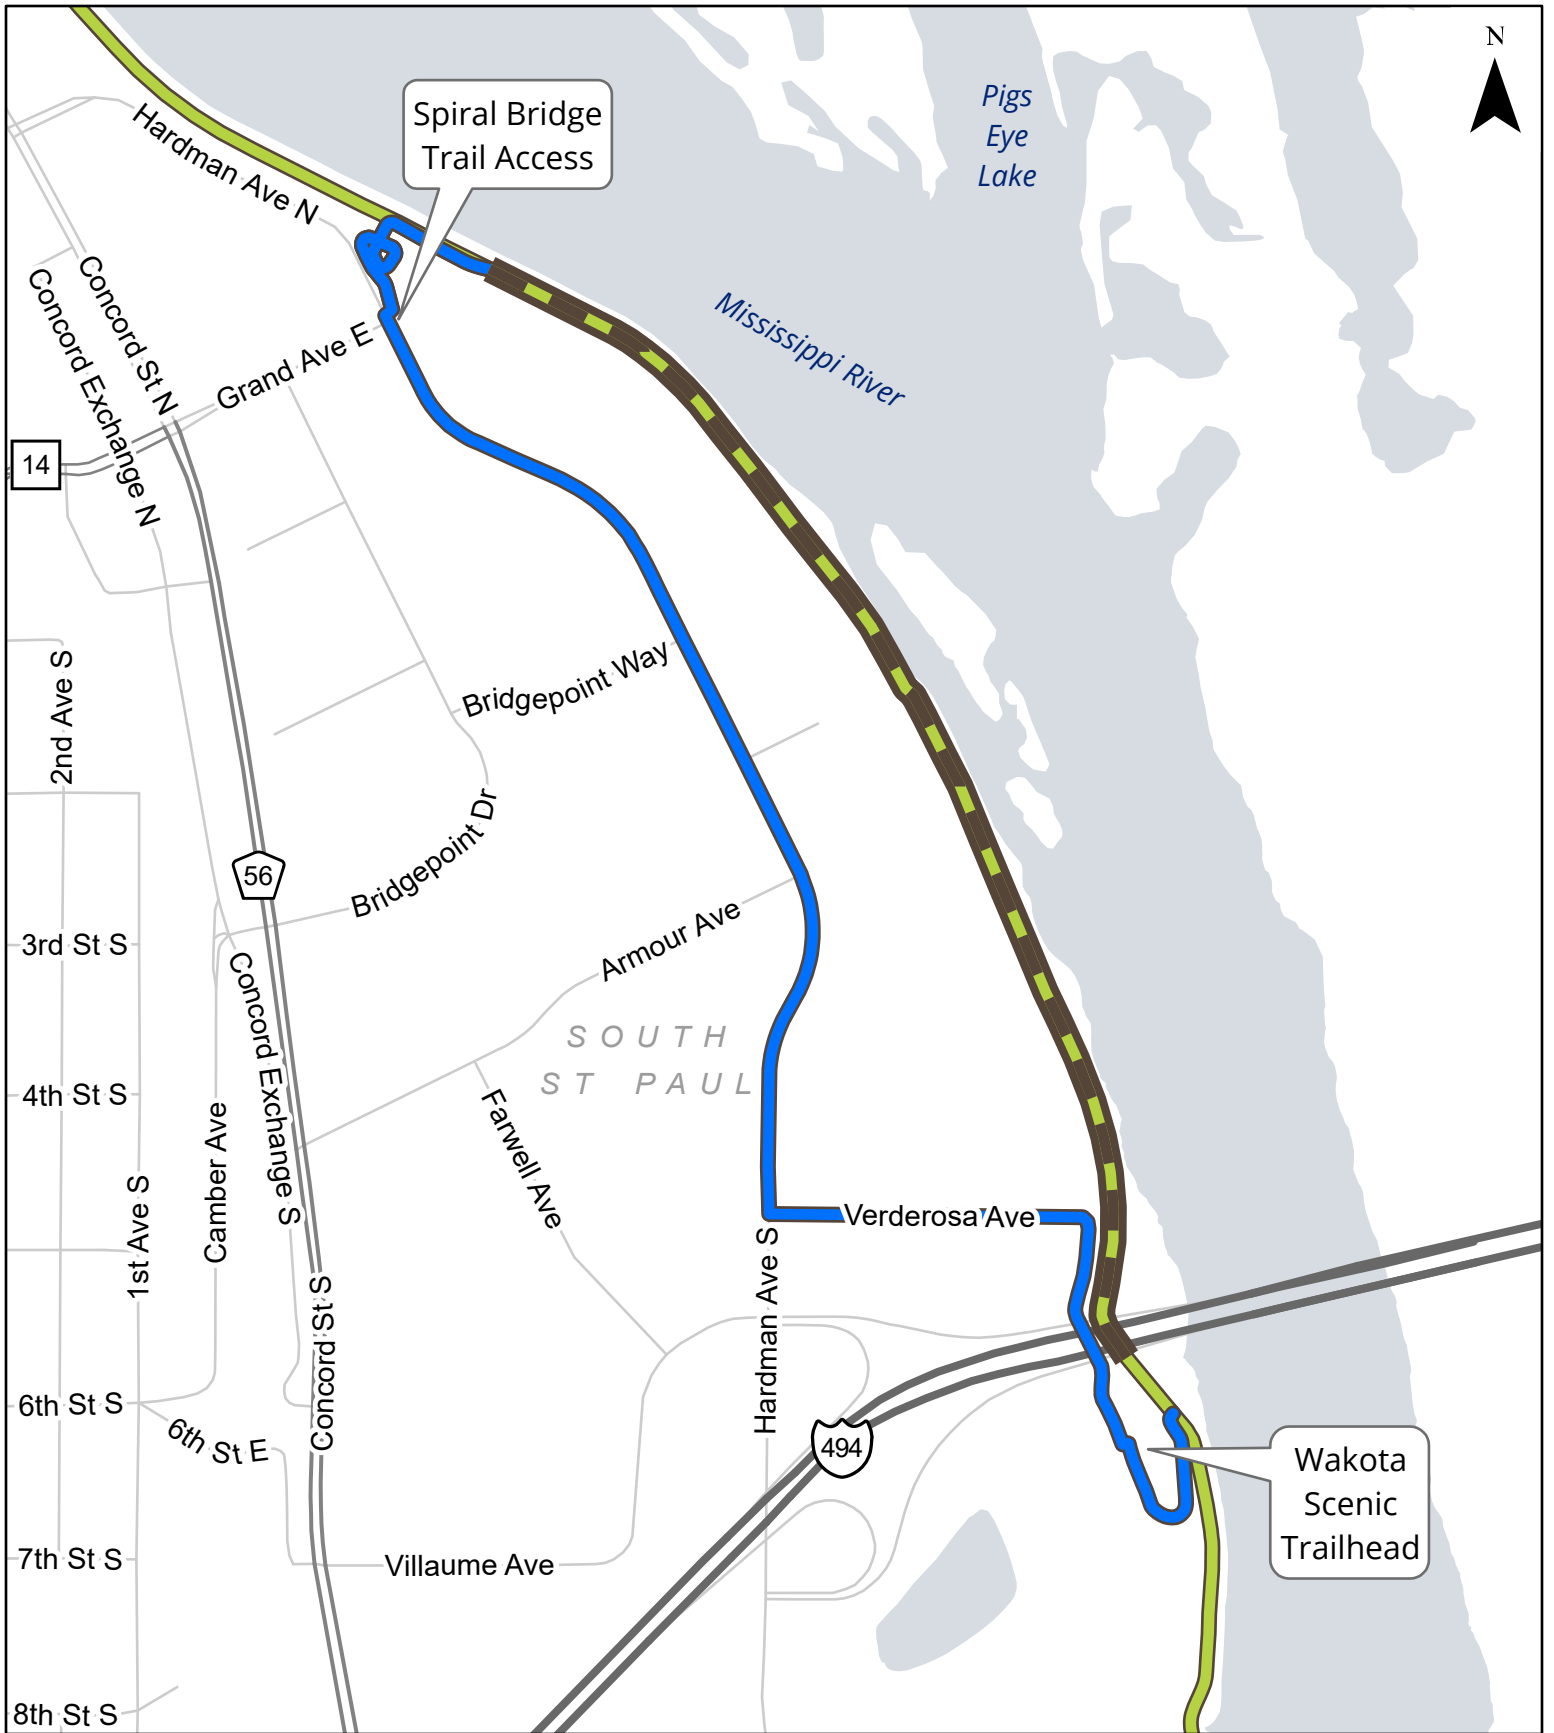 N
Pigs
Eye
Lake
Spiral Bridge
Trail Access
Hardman Ave N
Concord St N
Concord Exchange N
Mississippi River
Grand Ave E
14
Bridgepoint Way
2nd Ave S
Bridgepoint Dr
56
Armour Ave
3rd St S
Concord Exchange S
SOUTH
ST PAUL
4th St S
Farwell Ave
Camber Ave
1st Ave S
Verderosa Ave
Hardman Ave S
Concord St S
6th St S
6th St E
494
Wakota
Scenic
Trailhead
7th St S
Villaume Ave
8th St S